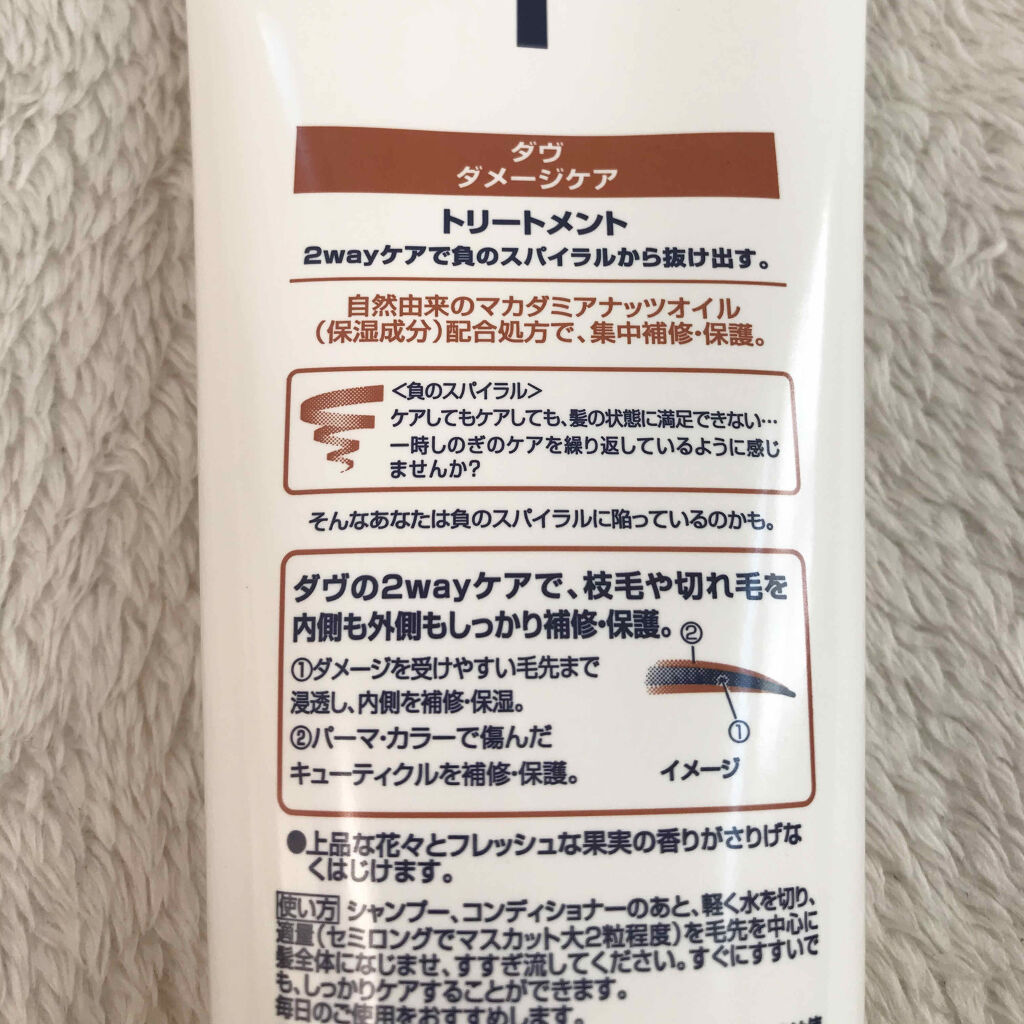 ダヴ
ダメージケア
トリートメント
2wayケアで負のスパイラルから抜け出す。
自然由来のマカダミアナッツオイル
(保湿成分)配合処方で、集中補修・保護。
<負のスパイラル>
ケアしてもケアしても、髪の状態に満足できない…
一時しのぎのケアを繰り返しているように感じ
ませんか?
そんなあなたは負のスパイラルに陥っているのかも。
ダヴの2wayケアで、枝毛や切れ毛を
内側も外側もしっかり補修・保護。
②
①ダメージを受けやすい毛先まで
浸透し、内側を補修・保湿。
②パーマ・カラーで傷んだ
キューティクルを補修・保護。
①
イメージ
●上品な花々とフレッシュな果実の香りがさりげな
くはじけます。
使い方 シャンプー、コンディショナーのあと、軽く水を切り、
適量(セミロングでマスカット大2粒程度)を毛先を中心に
髪全体になじませ、すすぎ流してください。すぐにすすいで
も、しっかりケアすることができます。
毎日のご使用をおすすめします。